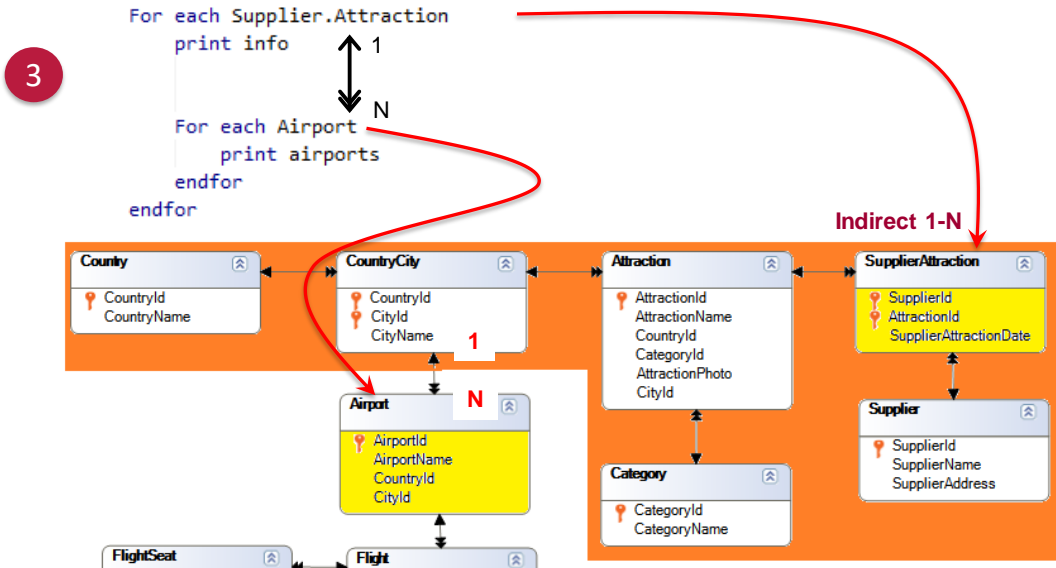 For each Supplier.Attraction
print info
1
3
N
For each Airport
print airports
endfor
endfor
Indirect 1-N
Country
CountryId
CountryName
CountryCity
CountryId
CityId
CityName
1
Attraction
AttractionId
AttractionName
CountryId
CategoryId
AttractionPhoto
CityId
SupplierAttraction
SupplierId
AttractionId
SupplierAttractionDate
N
Airport
AirportId
AirportName
CountryId
CityId
Category
CategoryId
CategoryName
Supplier
SupplierId
SupplierName
SupplierAddress
FlightSeat
Flight